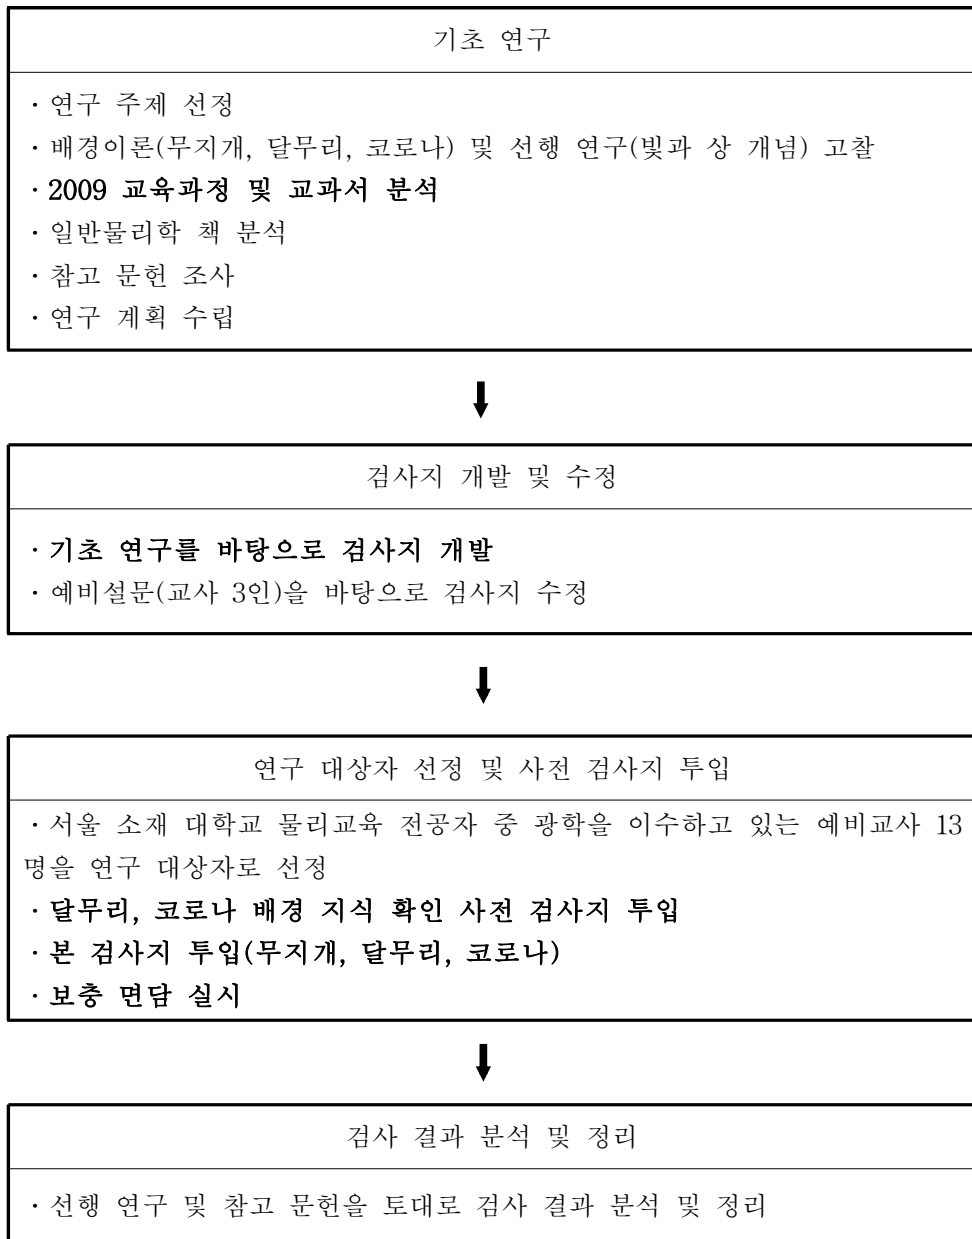 기초 연구
· 연구 주제 선정
· 배경이론(무지개, 달무리, 코로나) 및 선행 연구(빛과 상 개념) 고찰
· 2009 교육과정 및 교과서 분석
· 일반물리학 책 분석
· 참고 문헌 조사
· 연구 계획 수립
검사지 개발 및 수정
· 기초 연구를 바탕으로 검사지 개발
· 예비설문(교사 3인)을 바탕으로 검사지 수정
연구 대상자 선정 및 사전 검사지 투입
· 서울 소재 대학교 물리교육 전공자 중 광학을 이수하고 있는 예비교사 13
명을 연구 대상자로 선정
· 달무리, 코로나 배경 지식 확인 사전 검사지 투입
· 본 검사지 투입(무지개, 달무리, 코로나)
· 보충 면담 실시
검사 결과 분석 및 정리
· 선행 연구 및 참고 문헌을 토대로 검사 결과 분석 및 정리